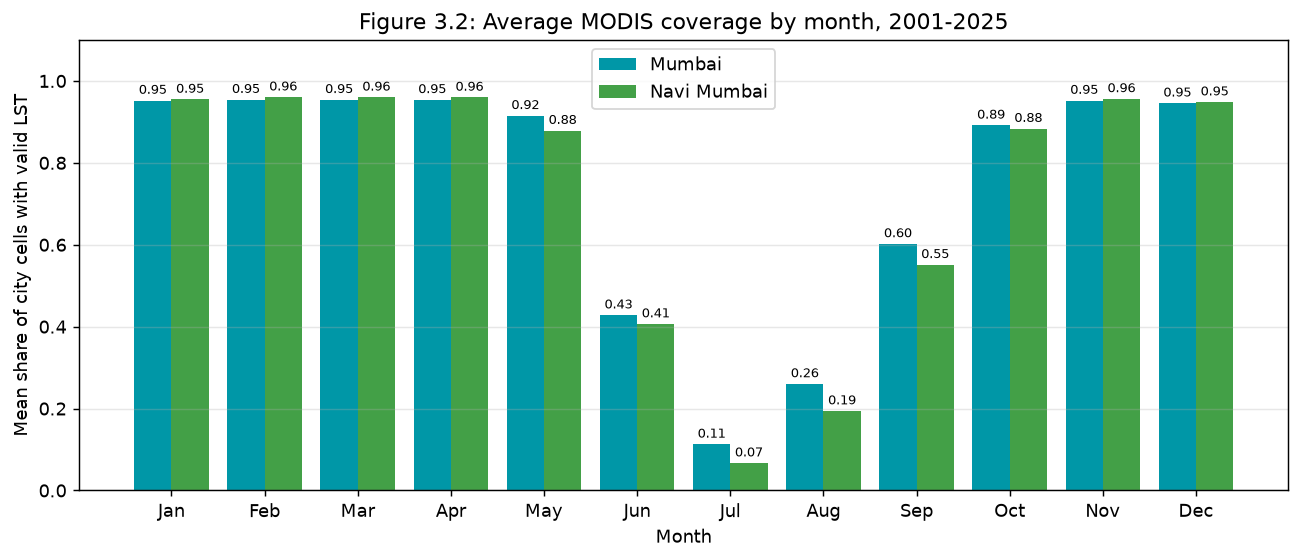 Figure 3.2: Average MODIS coverage by month, 2001-2025
Mean share of city cells with valid LST
1.0
0.8
0.6
0.4
0.2
0.0
Mumbai
Navi Mumbai
0.95 0.95 0.95 0.96 0.95 0.96 0.95 0.96 0.92 0.88 0.43 0.41 0.11 0.07 0.26 0.19 0.60 0.55 0.89 0.88 0.95 0.96 0.95 0.95
Jan Feb Mar Apr May Jun Jul Aug Sep Oct Nov Dec
Month